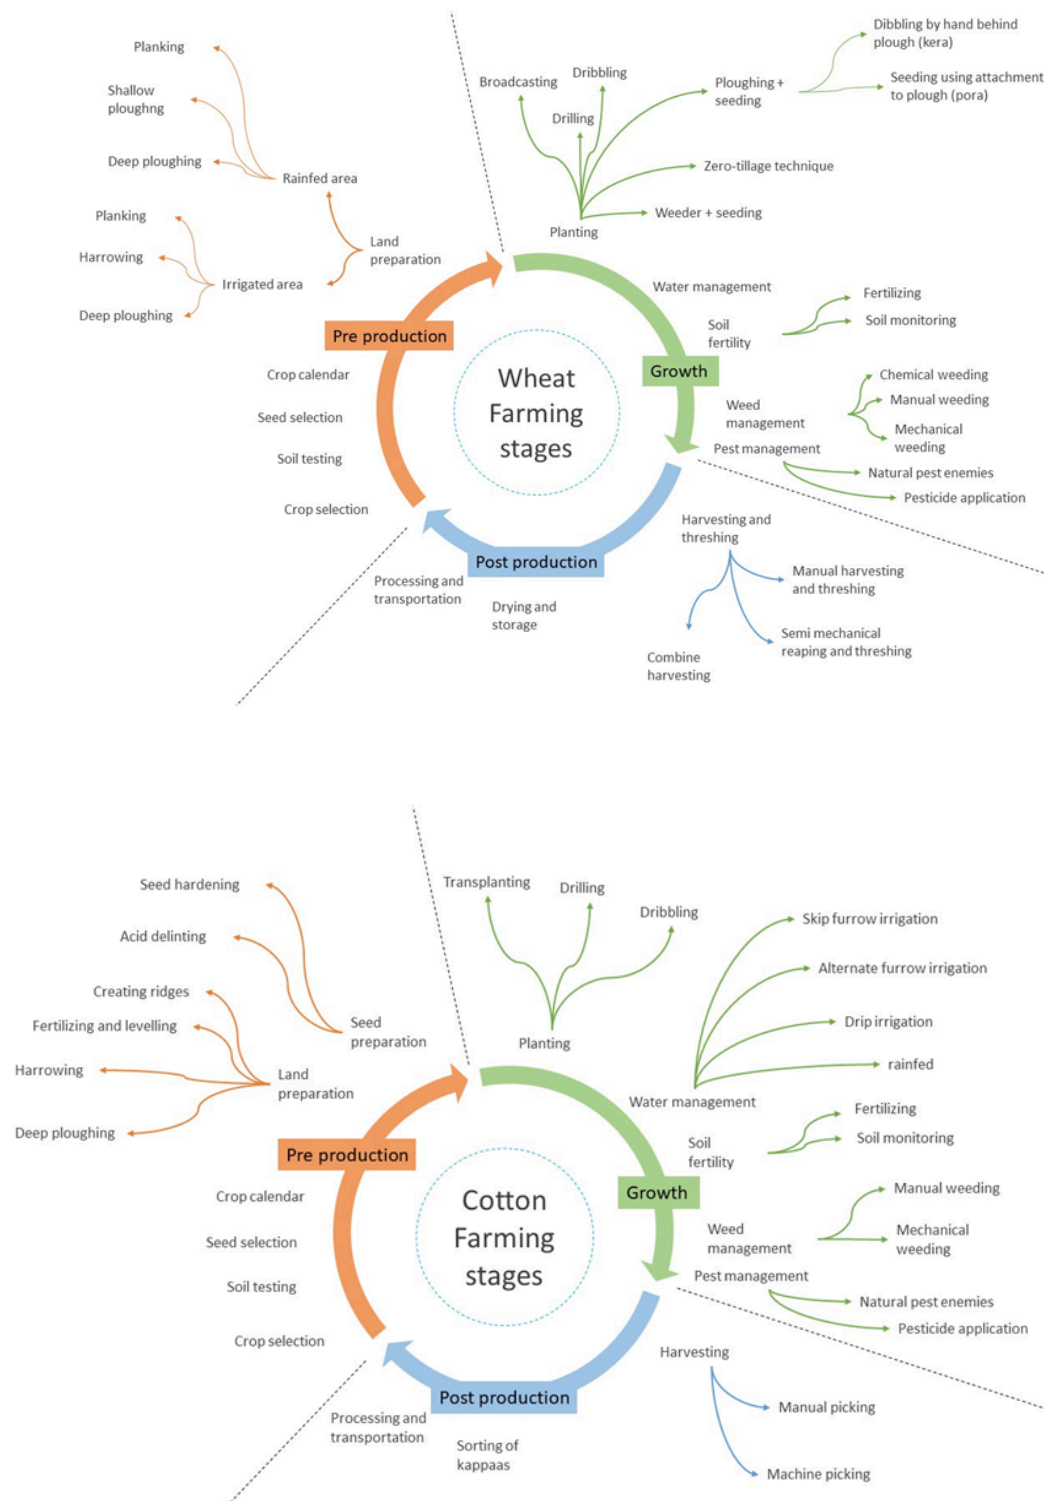 Planking
Shallow
ploughng
Deep ploughing
Rainfed area
Planking
Harrowing
Deep ploughing
Irrigated area
Land
preparation
Pre production
Crop calendar
Seed selection
Soil testing
Crop selection
Wheat
Farming
stages
Broadcasting
Dribbling
Drilling
Ploughing +
seeding
Dibbling by hand behind
plough (kera)
Seeding using attachment
to plough (pora)
Zero-tillage technique
Weeder + seeding
Planting
Water management
Soil
fertility
Fertilizing
Soil monitoring
Growth
Weed
management
Chemical weeding
Manual weeding
Mechanical
weeding
Pest management
Natural pest enemies
Pesticide application
Harvesting and
threshing
Manual harvesting
and threshing
Semi mechanical
reaping and threshing
Combine
harvesting
Post production
Drying and
storage
Processing and
transportation
Seed hardening
Acid delinting
Creating ridges
Fertilizing and levelling
Harrowing
Deep ploughing
Seed
preparation
Land
preparation
Pre production
Crop calendar
Seed selection
Soil testing
Crop selection
Cotton
Farming
stages
Transplanting
Drilling
Dribbling
Planting
Skip furrow irrigation
Alternate furrow irrigation
Drip irrigation
rainfed
Water management
Soil
fertility
Fertilizing
Soil monitoring
Growth
Weed
management
Manual weeding
Mechanical
weeding
Pest management
Natural pest enemies
Pesticide application
Harvesting
Manual picking
Machine picking
Post production
Sorting of
kappaas
Processing and
transportation